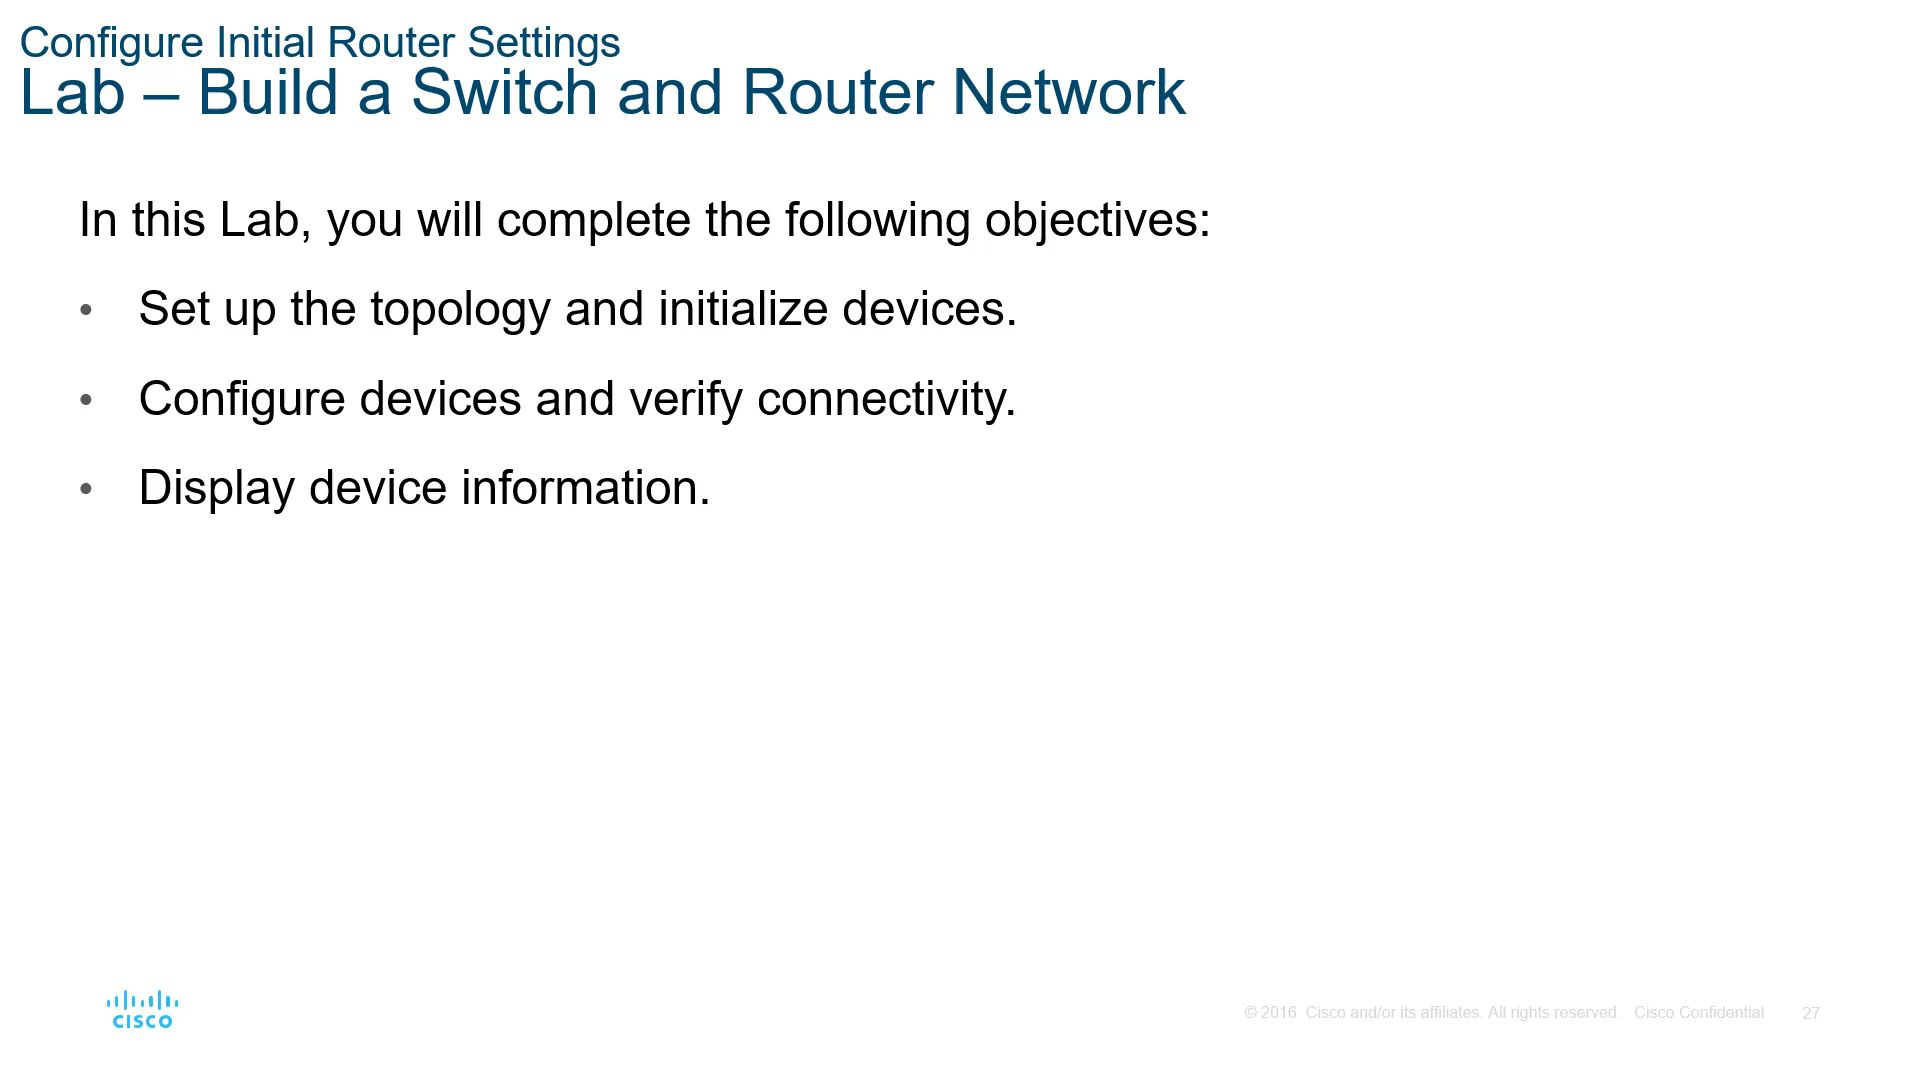 Configure Initial Router Settings
Lab – Build a Switch and Router Network
In this Lab, you will complete the following objectives:
• Set up the topology and initialize devices.
• Configure devices and verify connectivity.
• Display device information.
CISCO
© 2016 Cisco and/or its affiliates. All rights reserved. Cisco Confidential 27